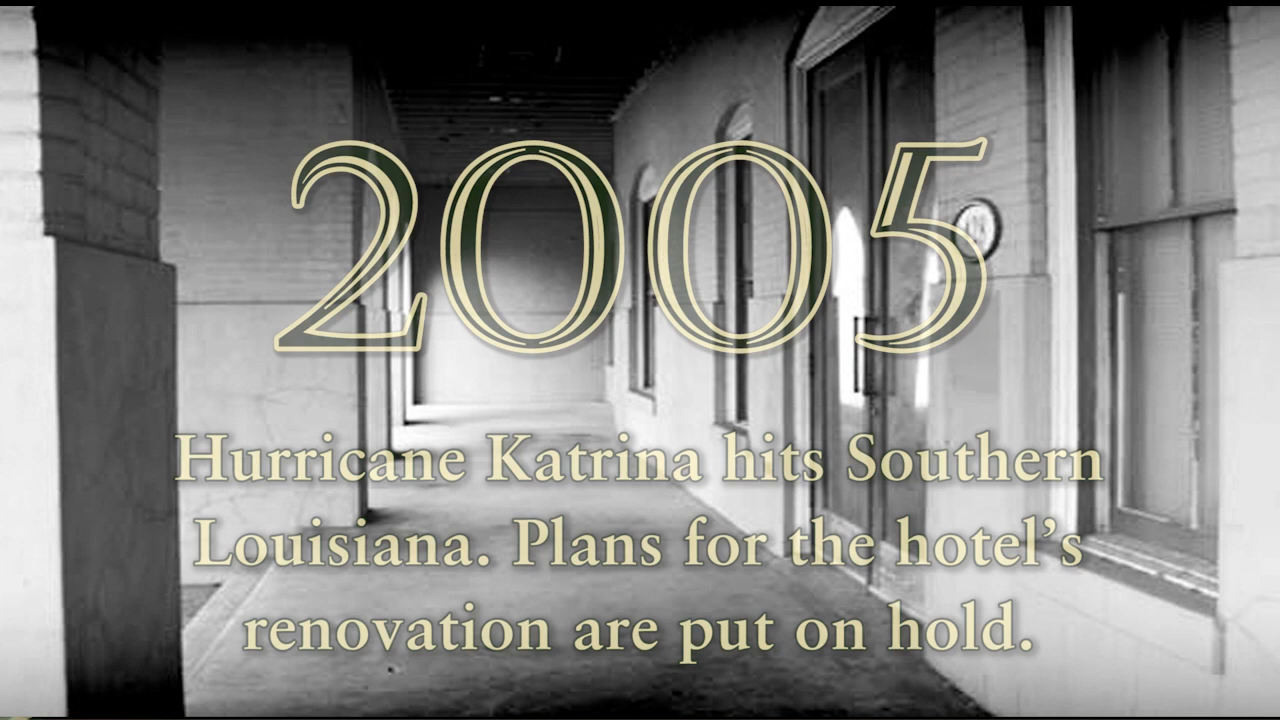 2005
Hurricane Katrina hits Southern
Louisiana. Plans for the hotel’s
renovation are put on hold.